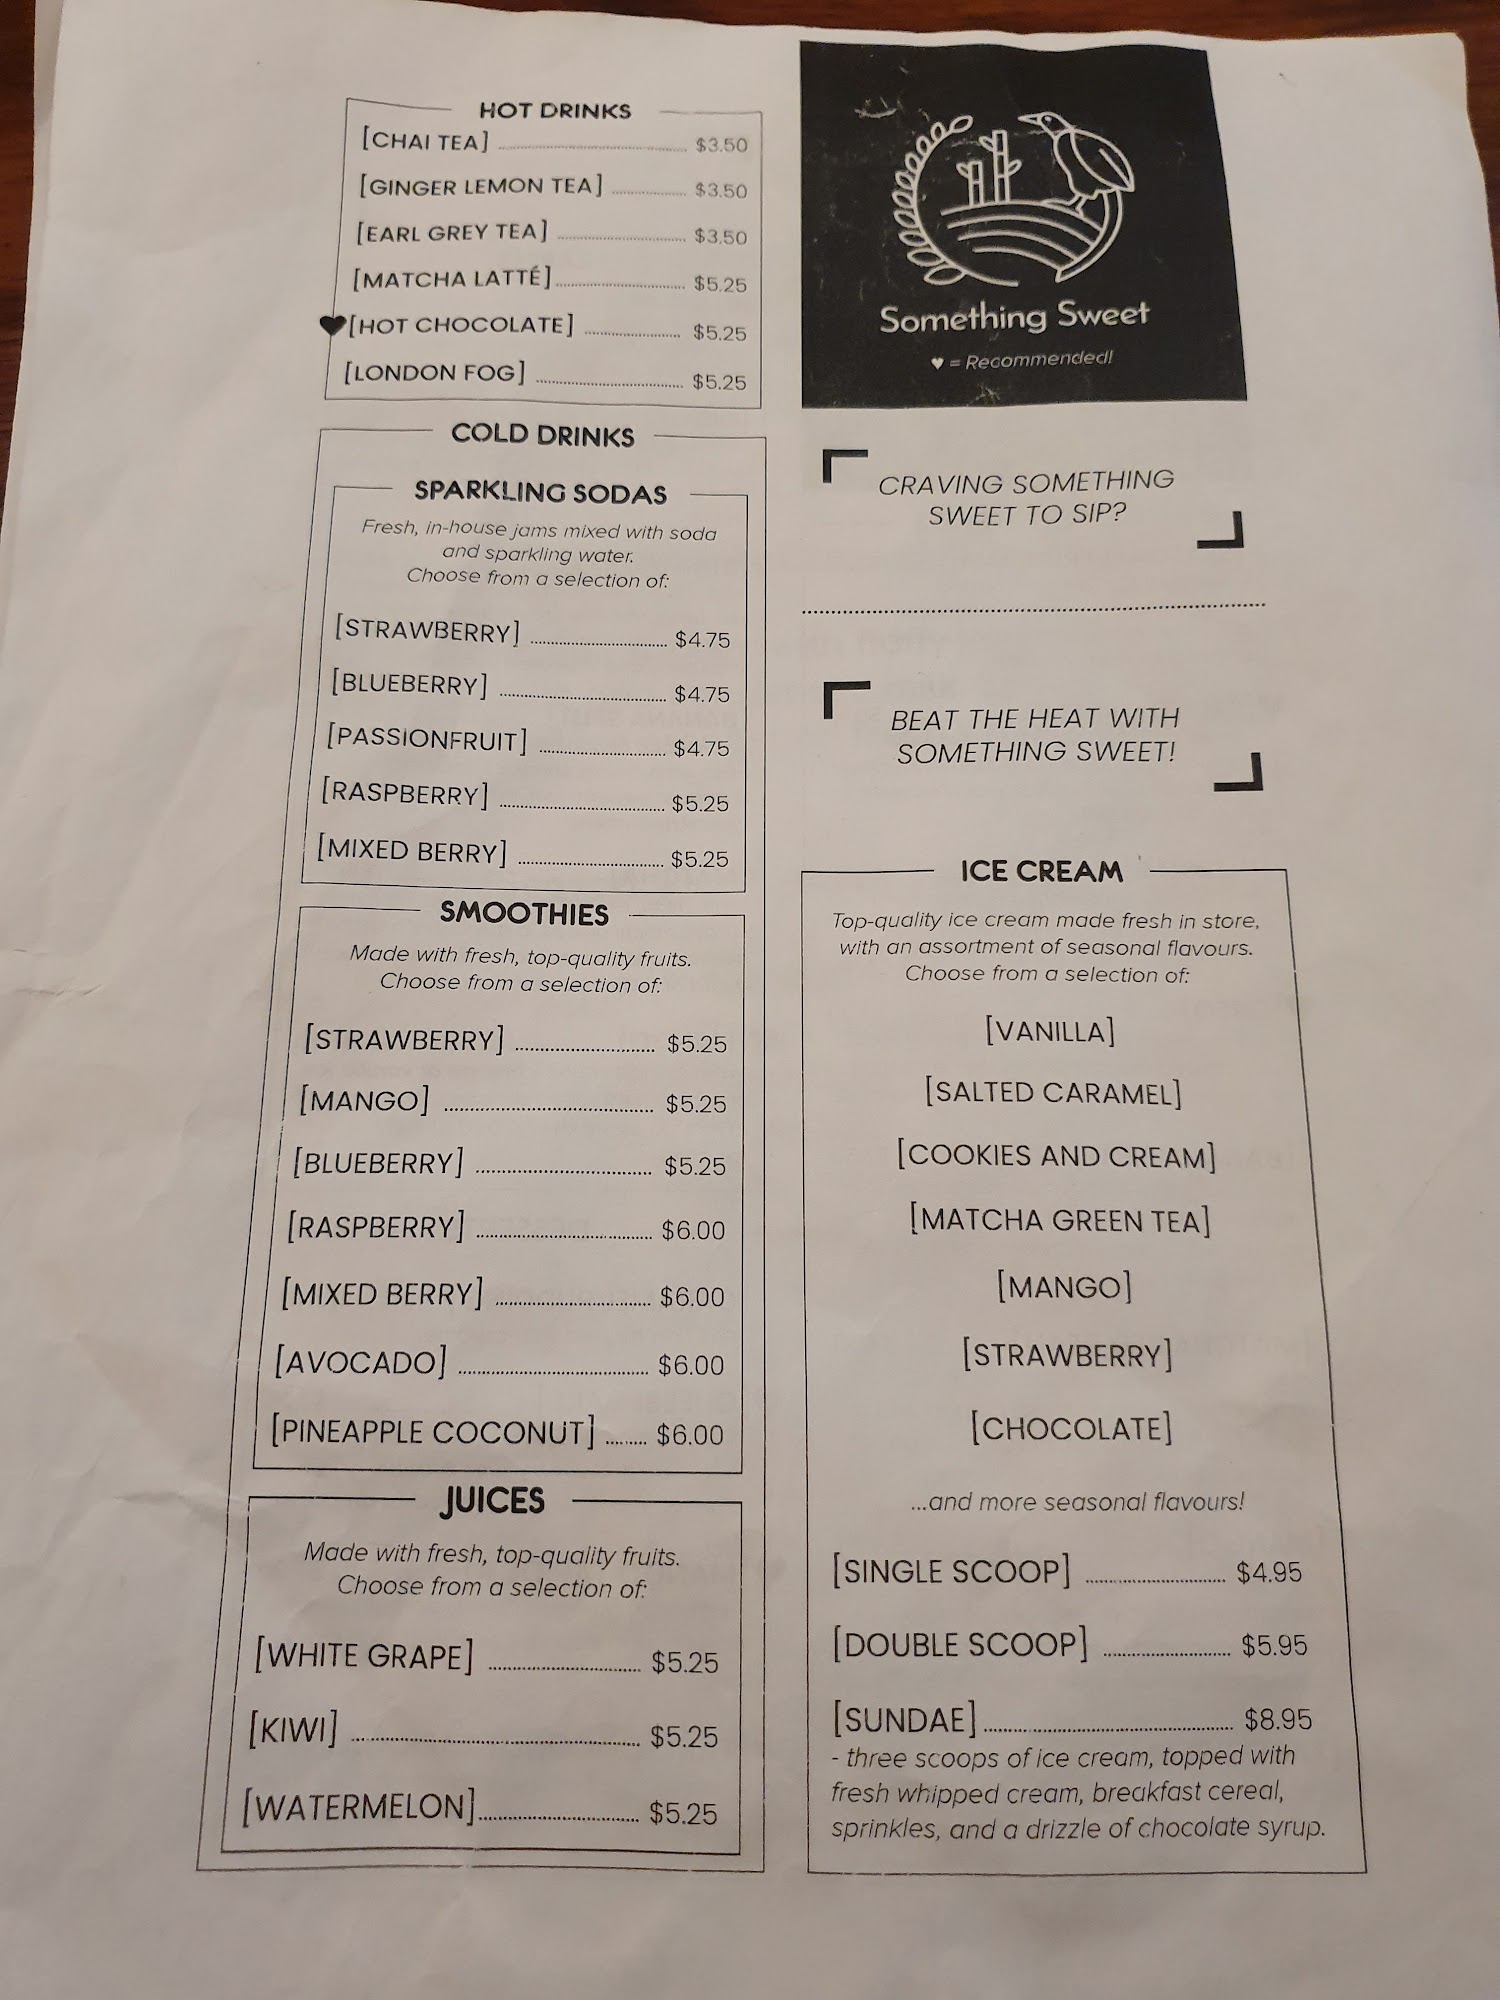 HOT DRINKS
[CHAI TEA] $3.50
[GINGER LEMON TEA] $3.50
[EARL GREY TEA] $3.50
[MATCHA LATTÉ] $5.25
[HOT CHOCOLATE] $5.25
[LONDON FOG] $5.25
COLD DRINKS
SPARKLING SODAS
Fresh, in-house jams mixed with soda
and sparkling water.
Choose from a selection of:
[STRAWBERRY] $4.75
[BLUEBERRY] $4.75
[PASSIONFRUIT] $4.75
[RASPBERRY] $5.25
[MIXED BERRY] $5.25
SMOOTHIES
Made with fresh, top-quality fruits.
Choose from a selection of:
[STRAWBERRY] $5.25
[MANGO] $5.25
[BLUEBERRY] $5.25
[RASPBERRY] $6.00
[MIXED BERRY] $6.00
[AVOCADO] $6.00
[PINEAPPLE COCONUT] $6.00
JUICES
Made with fresh, top-quality fruits.
Choose from a selection of:
[WHITE GRAPE] $5.25
[KIWI] $5.25
[WATERMELON] $5.25
Something Sweet
♥ = Recommended!
CRAVING SOMETHING
SWEET TO SIP?
BEAT THE HEAT WITH
SOMETHING SWEET!
ICE CREAM
Top-quality ice cream made fresh in store,
with an assortment of seasonal flavours.
Choose from a selection of:
[VANILLA]
[SALTED CARAMEL]
[COOKIES AND CREAM]
[MATCHA GREEN TEA]
[MANGO]
[STRAWBERRY]
[CHOCOLATE]
...and more seasonal flavours!
[SINGLE SCOOP] $4.95
[DOUBLE SCOOP] $5.95
[SUNDAE] $8.95
- three scoops of ice cream, topped with
fresh whipped cream, breakfast cereal,
sprinkles, and a drizzle of chocolate syrup.